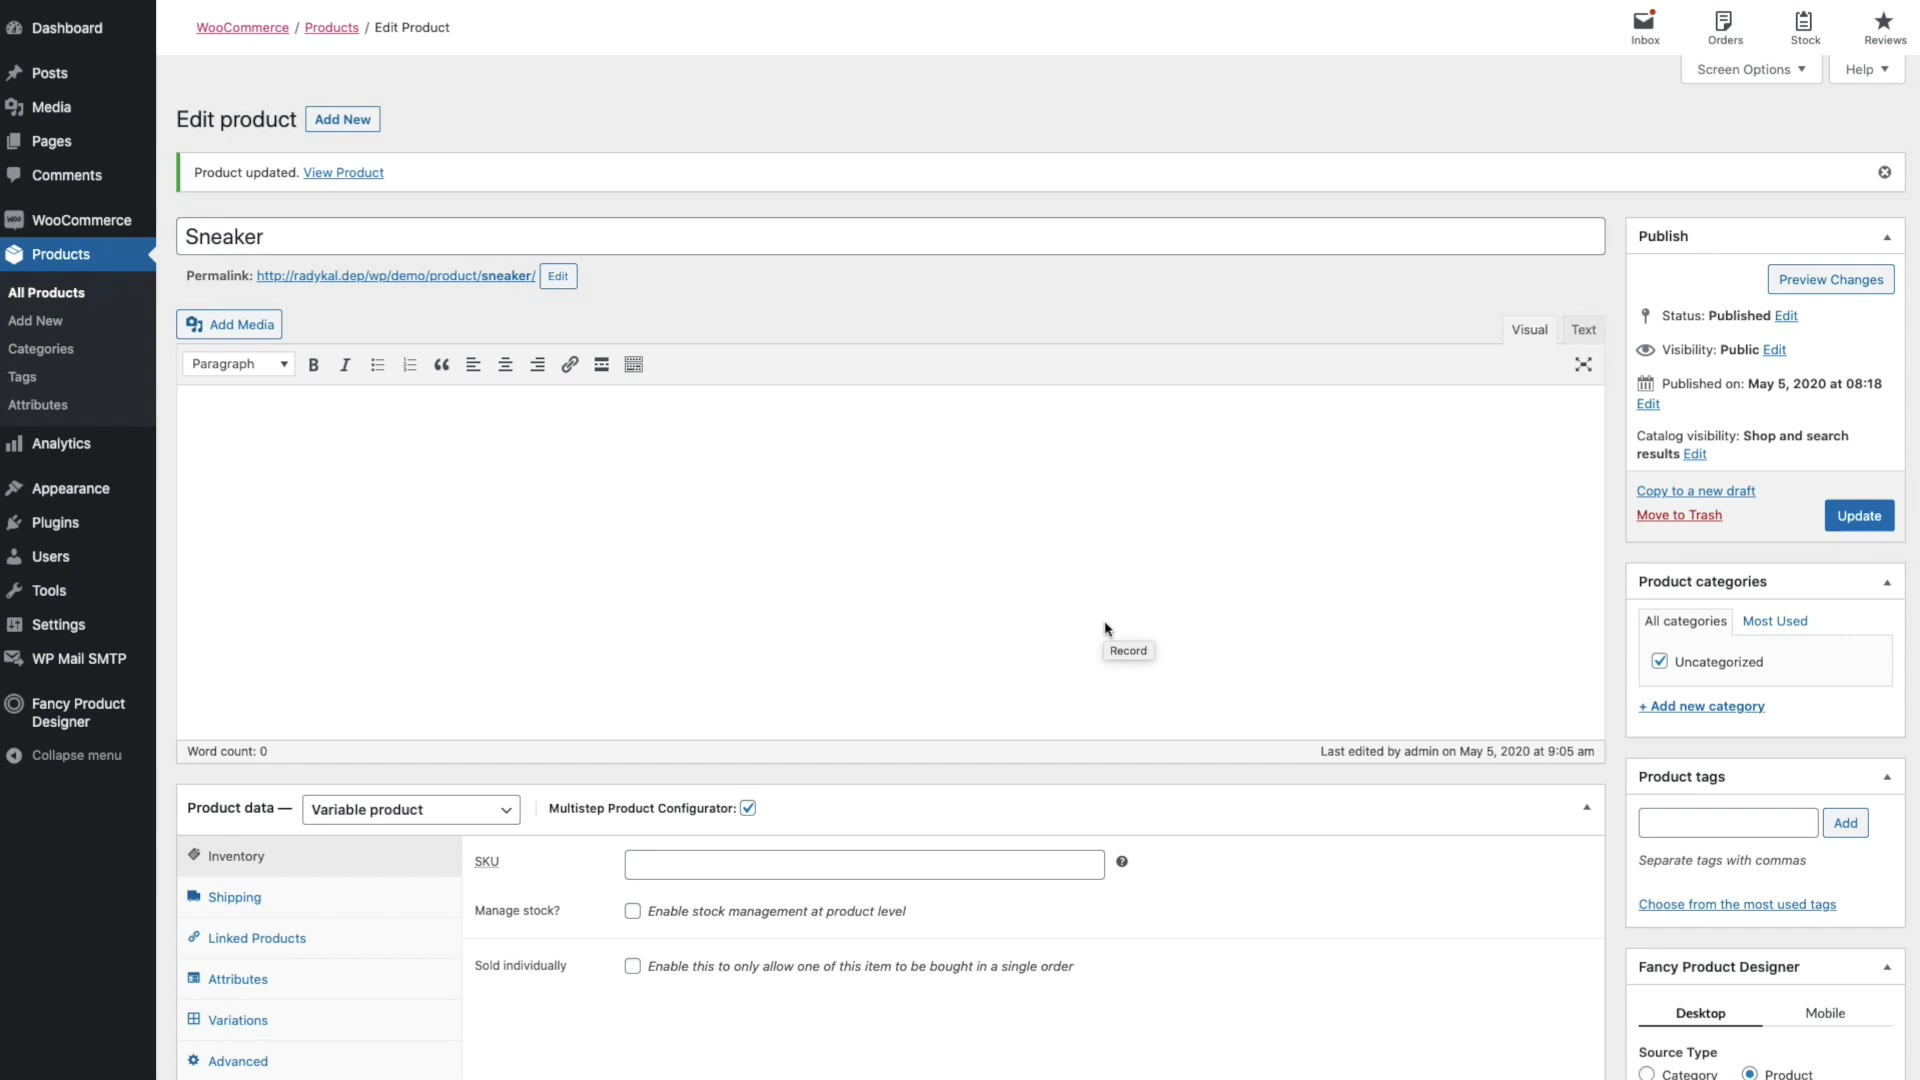 Dashboard
Posts
Media
Pages
Comments
WooCommerce
Products
All Products
Add New
Categories
Tags
Attributes
Analytics
Appearance
Plugins
Users
Tools
Settings
WP Mail SMTP
Fancy Product
Designer
Collapse menu
WooCommerce / Products / Edit Product
Inbox
Orders
Stock
Reviews
Screen Options
Help
Edit product
Add New
Product updated. View Product
Sneaker
Permalink: http://radykal.dep/wp/demo/product/sneaker/ Edit
Add Media
Visual
Text
Paragraph
Record
Word count: 0
Last edited by admin on May 5, 2020 at 9:05 am
Product data — Variable product
Multistep Product Configurator:
Inventory
Shipping
Linked Products
Attributes
Variations
Advanced
SKU
Manage stock?
Enable stock management at product level
Sold individually
Enable this to only allow one of this item to be bought in a single order
Publish
Preview Changes
Status: Published Edit
Visibility: Public Edit
Published on: May 5, 2020 at 08:18
Edit
Catalog visibility: Shop and search
results Edit
Copy to a new draft
Move to Trash
Update
Product categories
All categories
Most Used
Uncategorized
+ Add new category
Product tags
Add
Separate tags with commas
Choose from the most used tags
Fancy Product Designer
Desktop
Mobile
Source Type
Category
Product